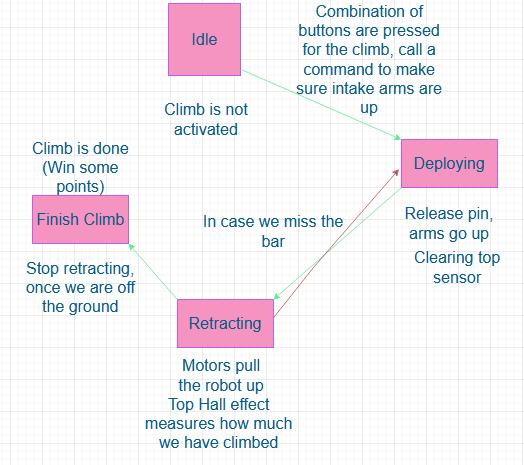 Idle
Combination of
buttons are pressed
for the climb, call a
command to make
sure intake arms are
up
Climb is not
activated
Climb is done
(Win some
points)
Deploying
Finish Climb
In case we miss the
bar
Release pin,
arms go up
Clearing top
sensor
Stop retracting,
once we are off
the ground
Retracting
Motors pull
the robot up
Top Hall effect
measures how much
we have climbed